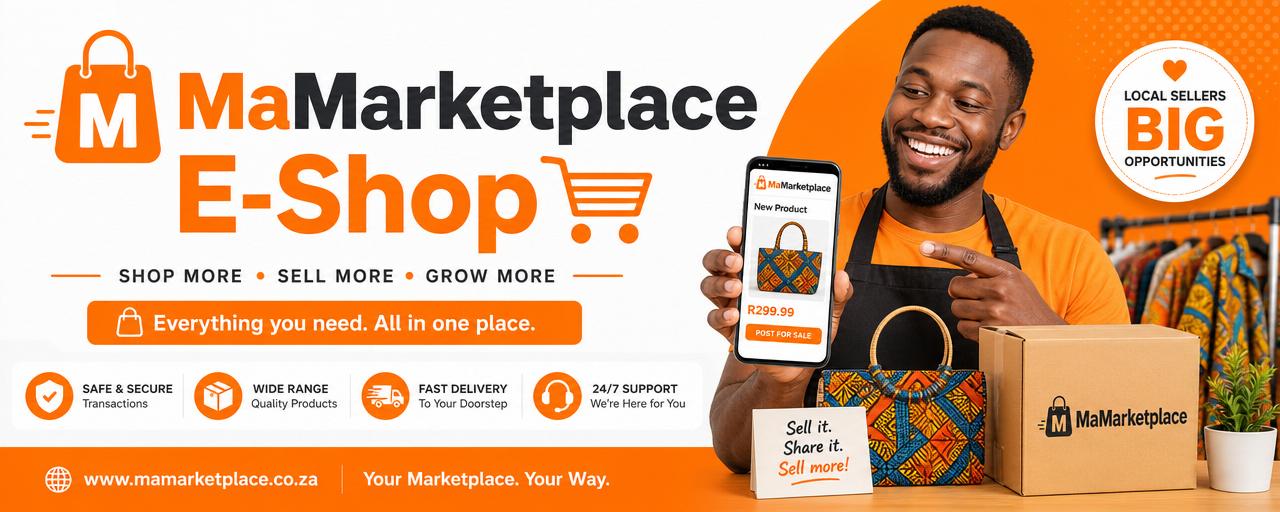 M
MaMarketplace
E-Shop
SHOP MORE • SELL MORE • GROW MORE
Everything you need. All in one place.
SAFE & SECURE
Transactions
WIDE RANGE
Quality Products
FAST DELIVERY
To Your Doorstep
24/7 SUPPORT
We're Here for You
www.mamarketplace.co.za
Your Marketplace. Your Way.
M MaMarketplace
New Product
R299.99
POST FOR SALE
LOCAL SELLERS
BIG
OPPORTUNITIES
Sell it.
Share it.
Sell more!
M MaMarketplace